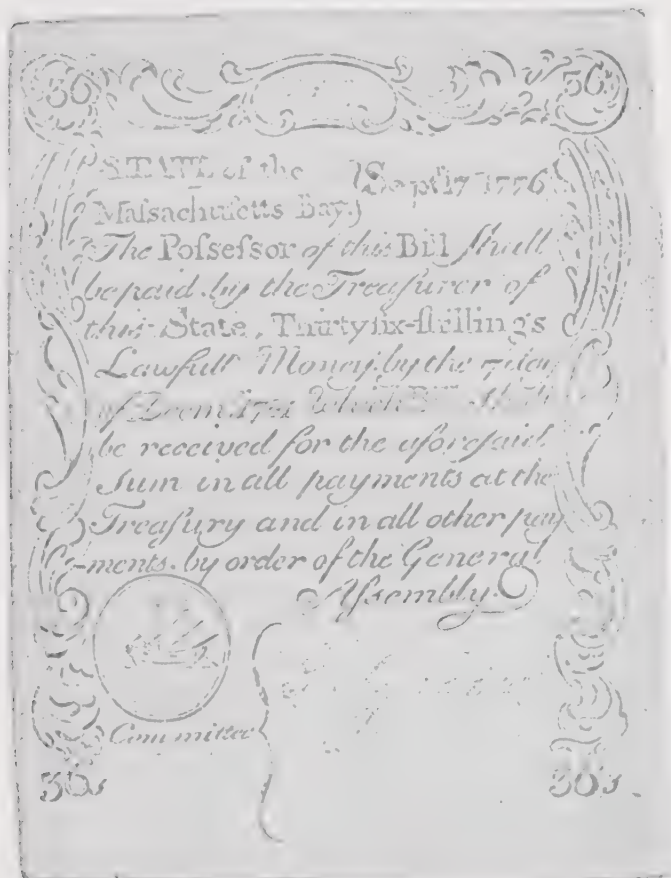 36 36
STATE of the } Sept 17 1776
Maſsachuſetts Bay.}
The Poſseſsor of this Bill ſhall
be paid by the Treaſurer of
this State, Thirty ſix-ſhillings
Lawfull Money, by the
of
be received for the aforeſaid
Sum in all payments at the
Treaſury and in all other pay
-ments. by order of the General
Aſsembly.
Committee
36s 36s